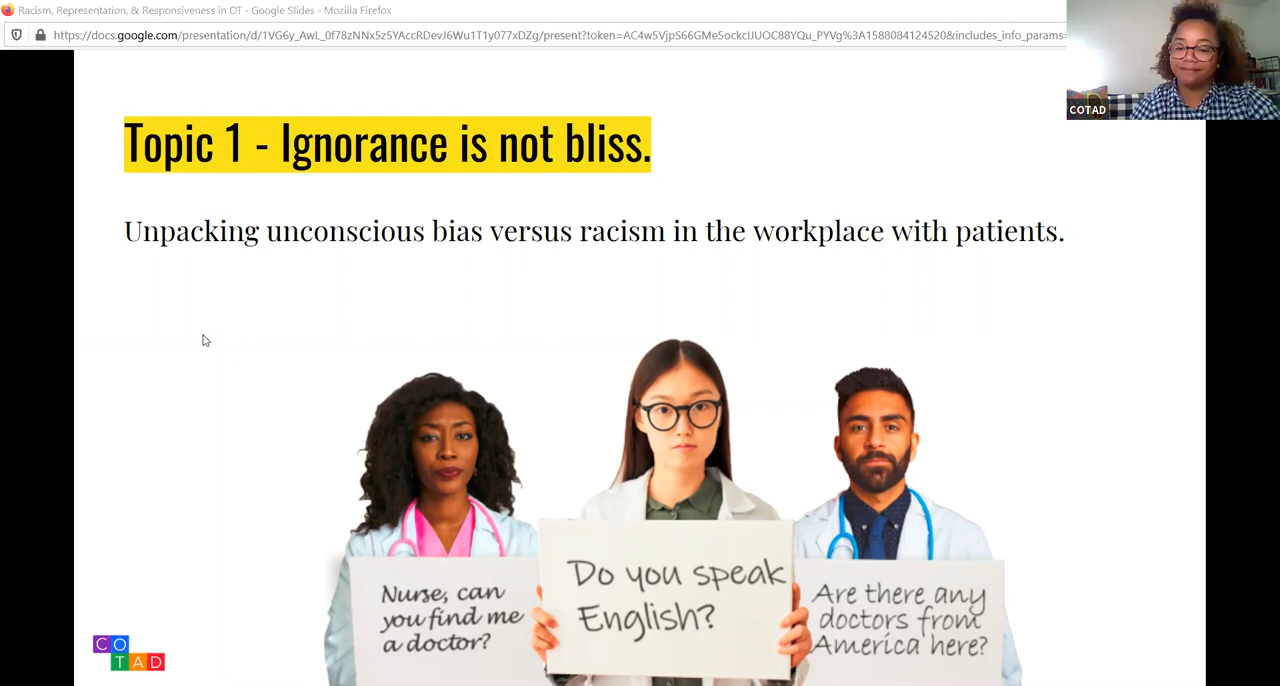 Racism, Representation, & Responsiveness in OT - Google Slides - Mozilla Firefox
https://docs.google.com/presentation/d/1VG6y_AwL_0f78zNNx5z5YAccRDevJ6Wu1T1y077xDZg/present?token=AC4w5VjpS66GMe5ockcIJUOC88YQu_PYVg%3A1588084124520&includes_info_params=
COTAD
Topic 1 - Ignorance is not bliss.
Unpacking unconscious bias versus racism in the workplace with patients.
Nurse, can
you find me
a doctor?
Do you speak
English?
Are there any
doctors from
America here?
CO
TAD